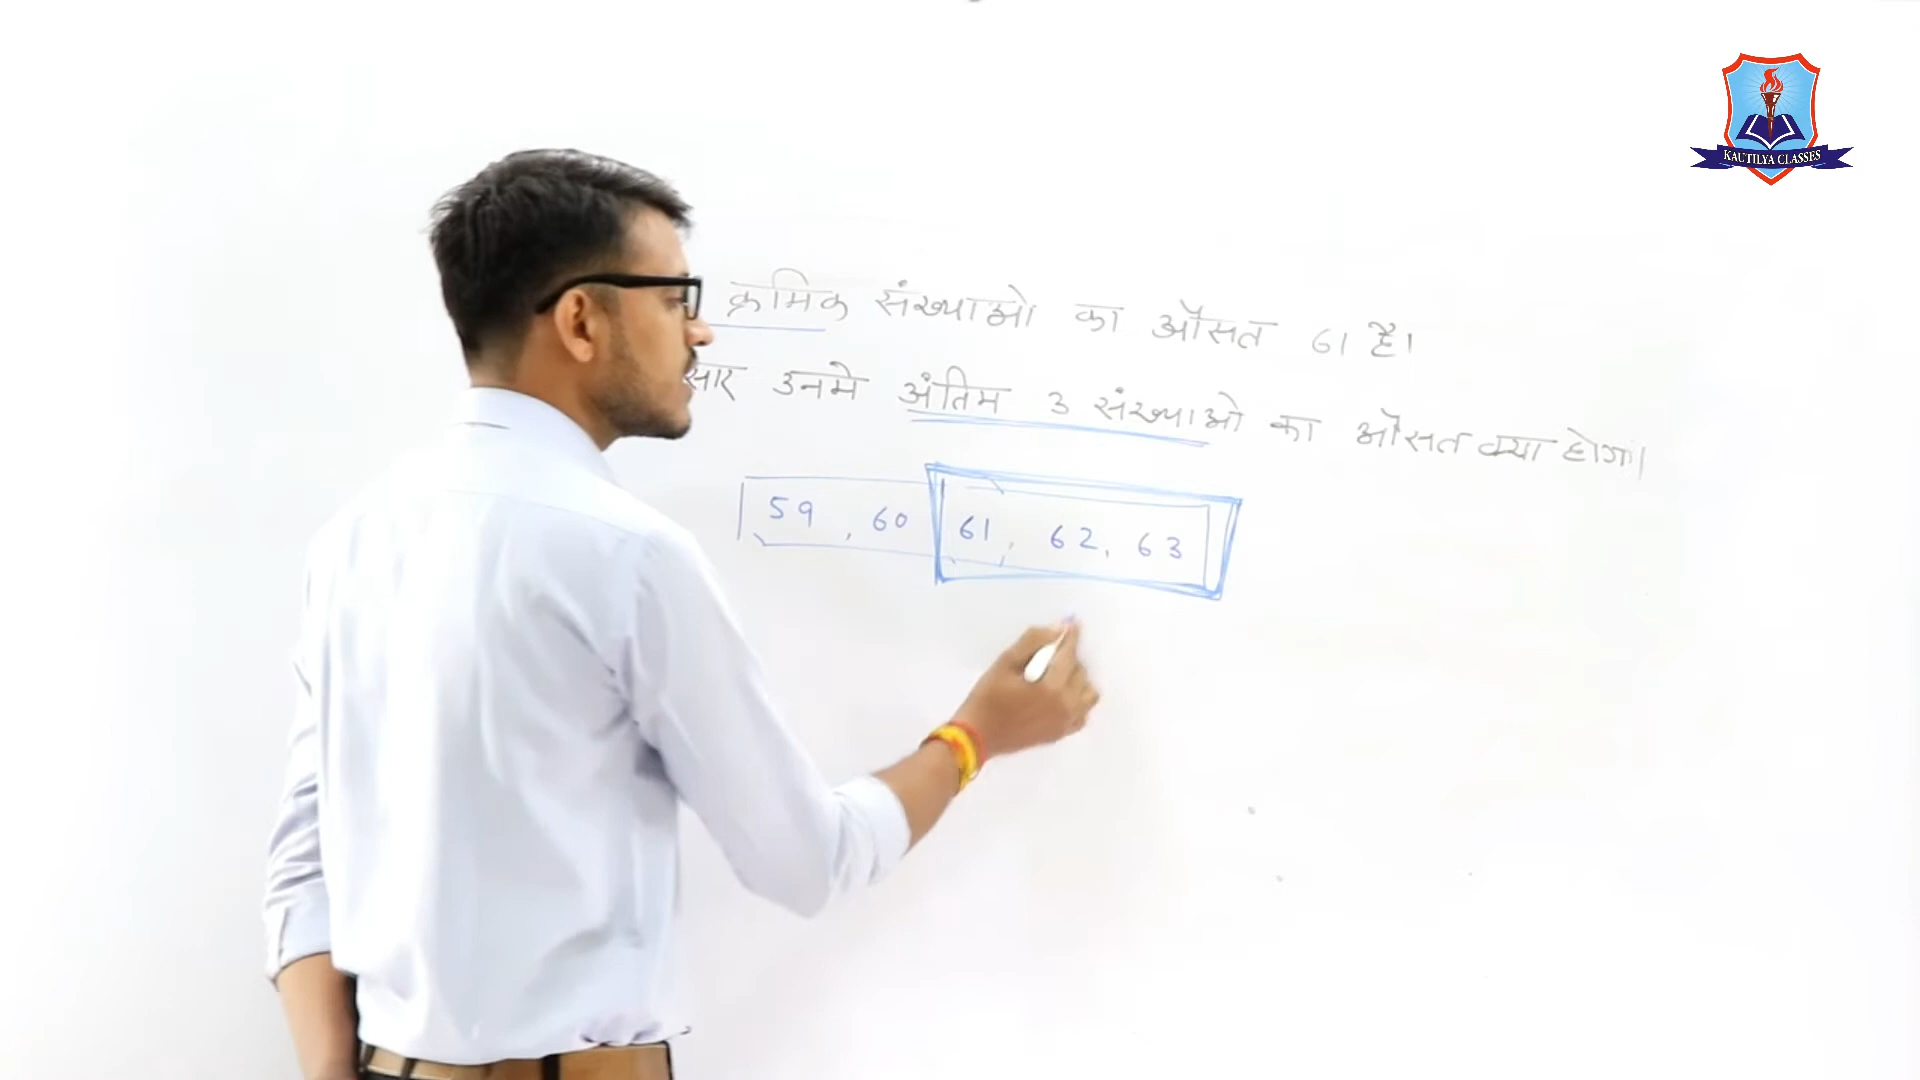 KAUTILYA CLASSES
क्रमिक संख्याओ का औसत 61 है।
सार उनमे अंतिम 3 संख्याओ का औसत क्या होगा।
59, 60 61, 62, 63